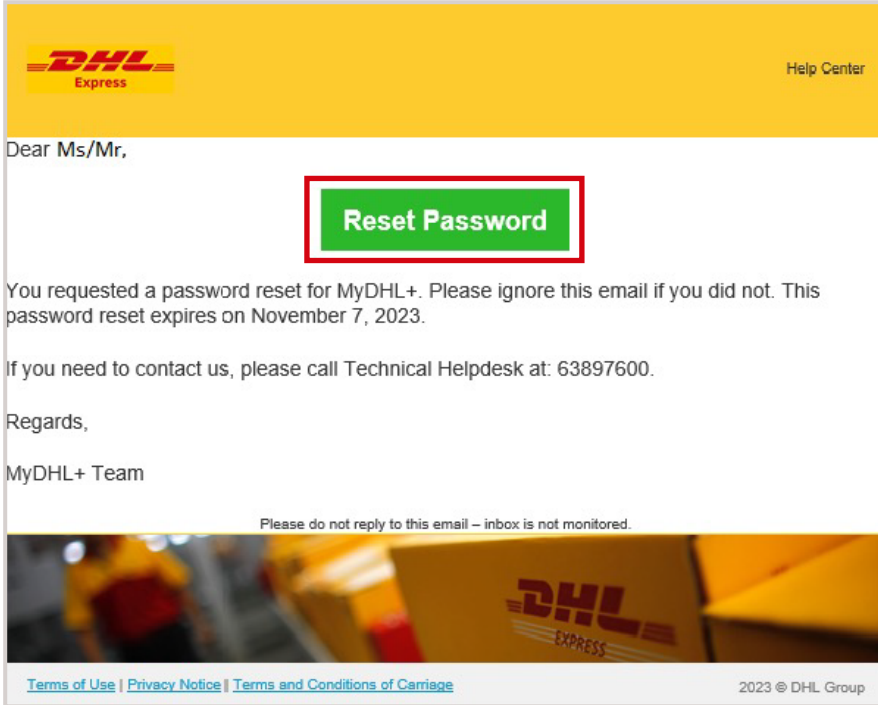 DHL
Express
Help Center
Dear Ms/Mr,
Reset Password
You requested a password reset for MyDHL+. Please ignore this email if you did not. This
password reset expires on November 7, 2023.
If you need to contact us, please call Technical Helpdesk at: 63897600.
Regards,
MyDHL+ Team
Please do not reply to this email – inbox is not monitored.
DHL
EXPRESS
Terms of Use | Privacy Notice | Terms and Conditions of Carriage
2023 © DHL Group